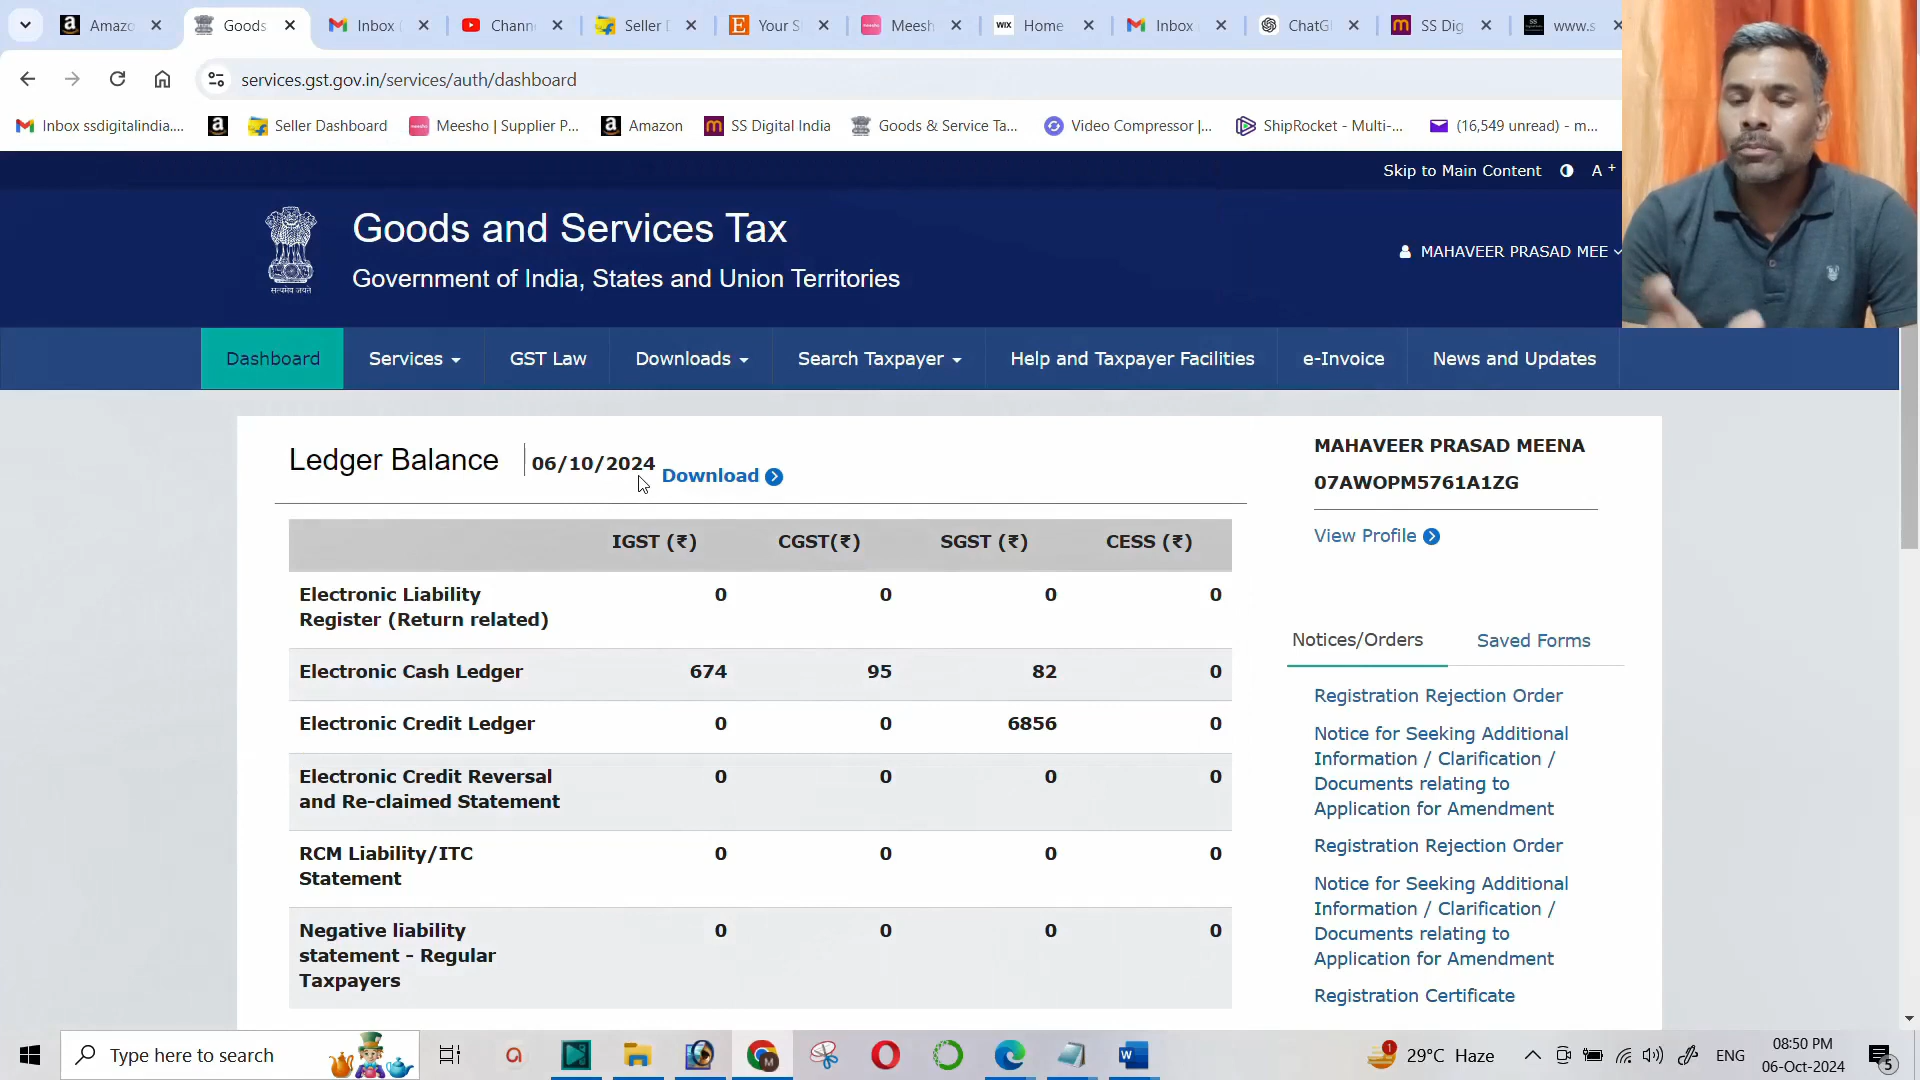 Amazo
Goods
Inbox
Chann
Seller D
Your S
Meesh
WIX
Home
Inbox
ChatG
SS Dig
www.s
services.gst.gov.in/services/auth/dashboard
Inbox ssdigitalindia....
Seller Dashboard
Meesho | Supplier P...
Amazon
SS Digital India
Goods & Service Ta...
Video Compressor |...
ShipRocket - Multi-...
(16,549 unread) - m...
Skip to Main Content
A +
सत्यमेव जयते
Goods and Services Tax
Government of India, States and Union Territories
MAHAVEER PRASAD MEE
Dashboard
Services
GST Law
Downloads
Search Taxpayer
Help and Taxpayer Facilities
e-Invoice
News and Updates
Ledger Balance
06/10/2024
Download
IGST (₹) CGST(₹) SGST (₹) CESS (₹)
Electronic Liability 0 0 0 0
Register (Return related)
Electronic Cash Ledger 674 95 82 0
Electronic Credit Ledger 0 0 6856 0
Electronic Credit Reversal 0 0 0 0
and Re-claimed Statement
RCM Liability/ITC 0 0 0 0
Statement
Negative liability 0 0 0 0
statement - Regular
Taxpayers
MAHAVEER PRASAD MEENA
07AWOPM5761A1ZG
View Profile
Notices/Orders
Saved Forms
Registration Rejection Order
Notice for Seeking Additional
Information / Clarification /
Documents relating to
Application for Amendment
Registration Rejection Order
Notice for Seeking Additional
Information / Clarification /
Documents relating to
Application for Amendment
Registration Certificate
Type here to search
1
29°C Haze
ENG
08:50 PM
06-Oct-2024
5